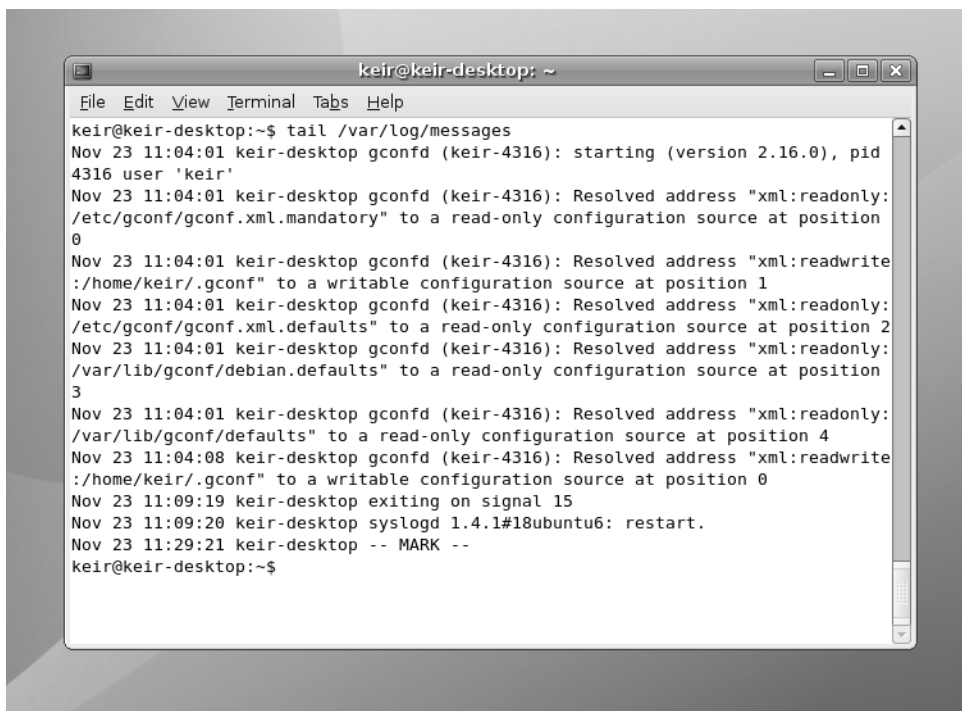 keir@keir-desktop: ~
File Edit View Terminal Tabs Help
keir@keir-desktop:~$ tail /var/log/messages
Nov 23 11:04:01 keir-desktop gconfd (keir-4316): starting (version 2.16.0), pid
4316 user 'keir'
Nov 23 11:04:01 keir-desktop gconfd (keir-4316): Resolved address "xml:readonly:
/etc/gconf/gconf.xml.mandatory" to a read-only configuration source at position
0
Nov 23 11:04:01 keir-desktop gconfd (keir-4316): Resolved address "xml:readwrite
:/home/keir/.gconf" to a writable configuration source at position 1
Nov 23 11:04:01 keir-desktop gconfd (keir-4316): Resolved address "xml:readonly:
/etc/gconf/gconf.xml.defaults" to a read-only configuration source at position 2
Nov 23 11:04:01 keir-desktop gconfd (keir-4316): Resolved address "xml:readonly:
/var/lib/gconf/debian.defaults" to a read-only configuration source at position
3
Nov 23 11:04:01 keir-desktop gconfd (keir-4316): Resolved address "xml:readonly:
/var/lib/gconf/defaults" to a read-only configuration source at position 4
Nov 23 11:04:08 keir-desktop gconfd (keir-4316): Resolved address "xml:readwrite
:/home/keir/.gconf" to a writable configuration source at position 0
Nov 23 11:09:19 keir-desktop exiting on signal 15
Nov 23 11:09:20 keir-desktop syslogd 1.4.1#18ubuntu6: restart.
Nov 23 11:29:21 keir-desktop -- MARK --
keir@keir-desktop:~$